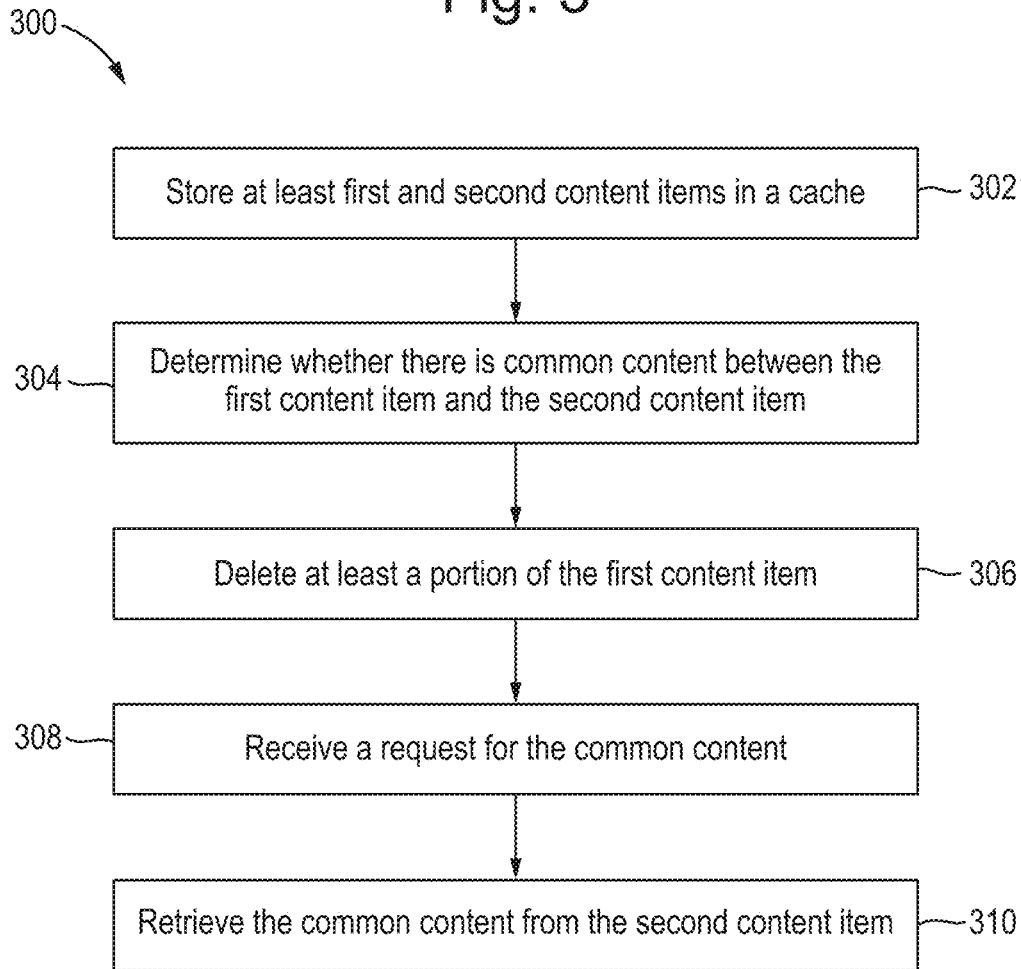 Fig. 3
300
Store at least first and second content items in a cache
302
304
Determine whether there is common content between the
first content item and the second content item
Delete at least a portion of the first content item
306
308
Receive a request for the common content
Retrieve the common content from the second content item
310